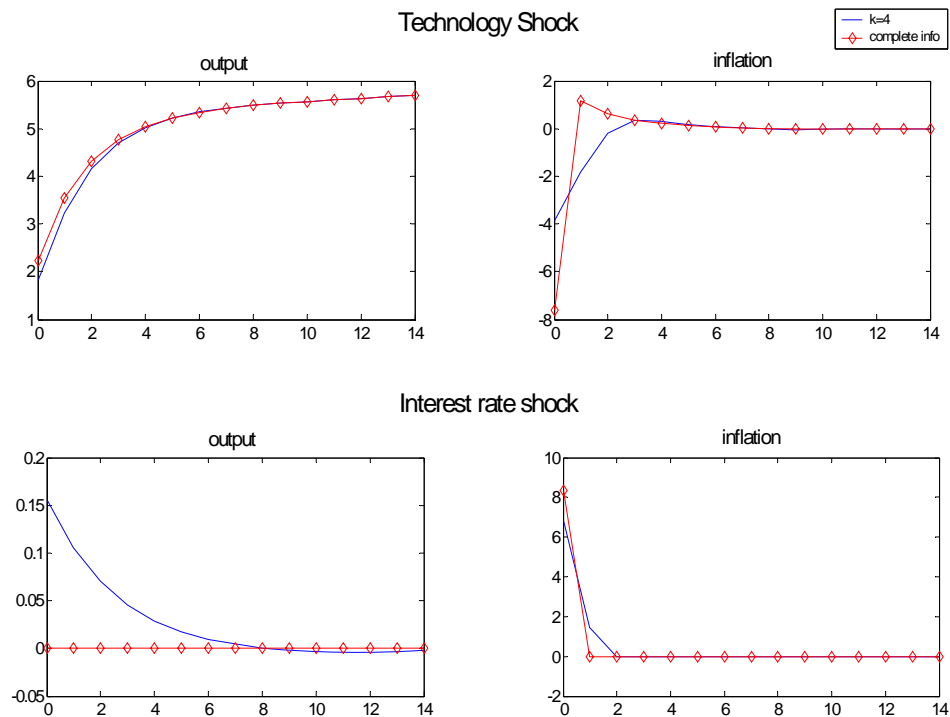 Technology Shock
k=4
complete info
output
inflation
6
5
4
3
2
1
0 2 4 6 8 10 12 14
2
0
-2
-4
-6
-8
0 2 4 6 8 10 12 14
Interest rate shock
output
inflation
0.2
0.15
0.1
0.05
0
-0.05
0 2 4 6 8 10 12 14
10
8
6
4
2
0
-2
0 2 4 6 8 10 12 14